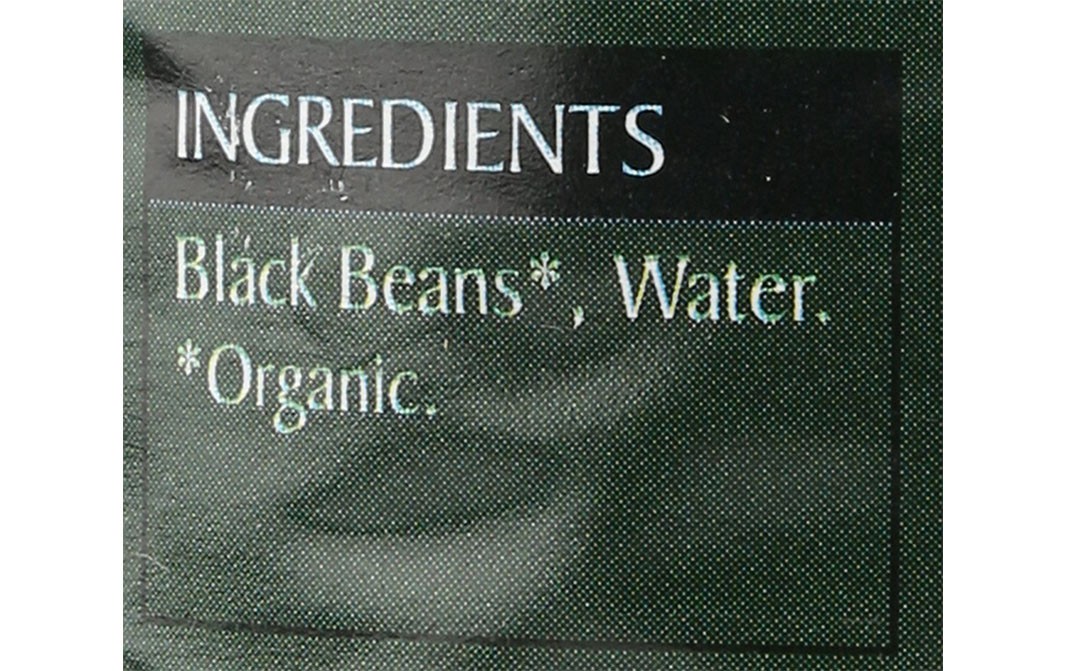 INGREDIENTS
Black Beans*, Water.
*Organic.